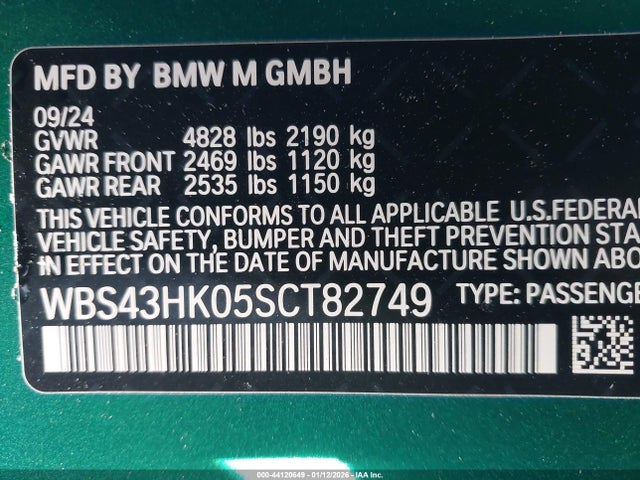 MFD BY BMW M GMBH
09/24
GVWR 4828 lbs 2190 kg
GAWR FRONT 2469 lbs 1120 kg
GAWR REAR 2535 lbs 1150 kg
THIS VEHICLE CONFORMS TO ALL APPLICABLE U.S.FEDERAL
VEHICLE SAFETY, BUMPER AND THEFT PREVENTION STA
IN EFFECT ON THE DATE OF MANUFACTURE SHOWN ABO
WBS43HK05SCT82749 TYPE: PASSENGE
000-44120649 - 01/12/2026 - IAA Inc.